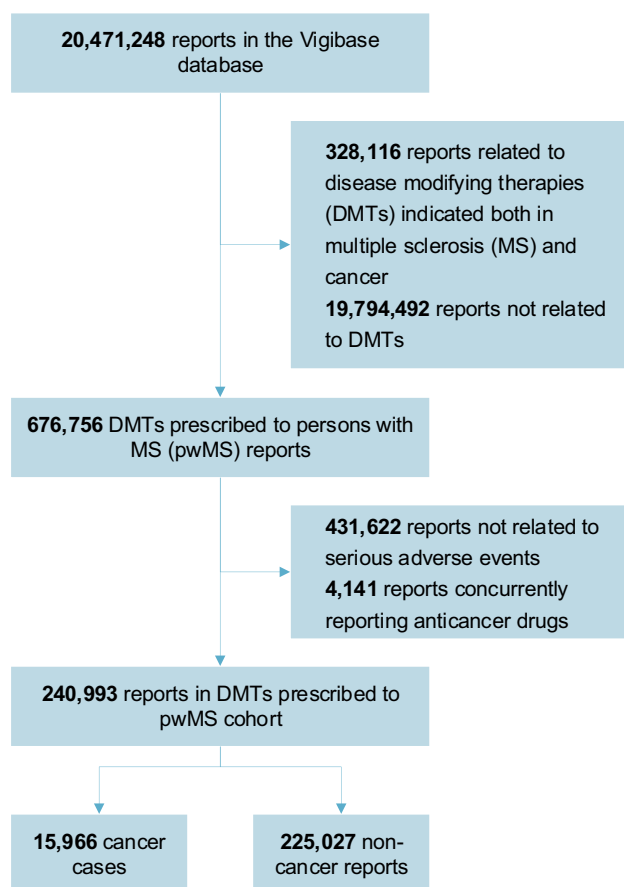 20,471,248 reports in the Vigibase
database
328,116 reports related to
disease modifying therapies
(DMTs) indicated both in
multiple sclerosis (MS) and
cancer
19,794,492 reports not related
to DMTs
676,756 DMTs prescribed to persons with
MS (pwMS) reports
431,622 reports not related to
serious adverse events
4,141 reports concurrently
reporting anticancer drugs
240,993 reports in DMTs prescribed to
pwMS cohort
15,966 cancer
cases
225,027 non-
cancer reports